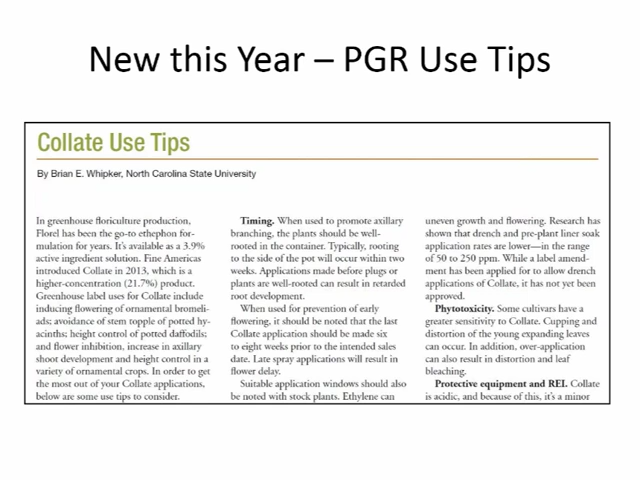 New this Year – PGR Use Tips
Collate Use Tips
By Brian E. Whipker, North Carolina State University
In greenhouse floriculture production,
Florel has been the go-to ethephon for-
mulation for years. It's available as a 3.9%
active ingredient solution. Fine Americas
introduced Collate in 2013, which is a
higher-concentration (21.7%) product.
Greenhouse label uses for Collate include
inducing flowering of ornamental bromeli-
ads; avoidance of stem topple of potted hy-
acinths; height control of potted daffodils;
and flower inhibition, increase in axillary
shoot development and height control in a
variety of ornamental crops. In order to get
the most out of your Collate applications,
below are some use tips to consider.
Timing. When used to promote axillary
branching, the plants should be well-
rooted in the container. Typically, rooting
to the side of the pot will occur within two
weeks. Applications made before plugs or
plants are well-rooted can result in retarded
root development.
When used for prevention of early
flowering, it should be noted that the last
Collate application should be made six
to eight weeks prior to the intended sales
date. Late spray applications will result in
flower delay.
Suitable application windows should also
be noted with stock plants. Ethylene can
uneven growth and flowering. Research has
shown that drench and pre-plant liner soak
application rates are lower—in the range
of 50 to 250 ppm. While a label amend-
ment has been applied for to allow drench
applications of Collate, it has not yet been
approved.
Phytotoxicity. Some cultivars have a
greater sensitivity to Collate. Cupping and
distortion of the young expanding leaves
can occur. In addition, over-application
can also result in distortion and leaf
bleaching.
Protective equipment and REI. Collate
is acidic, and because of this, it's a minor